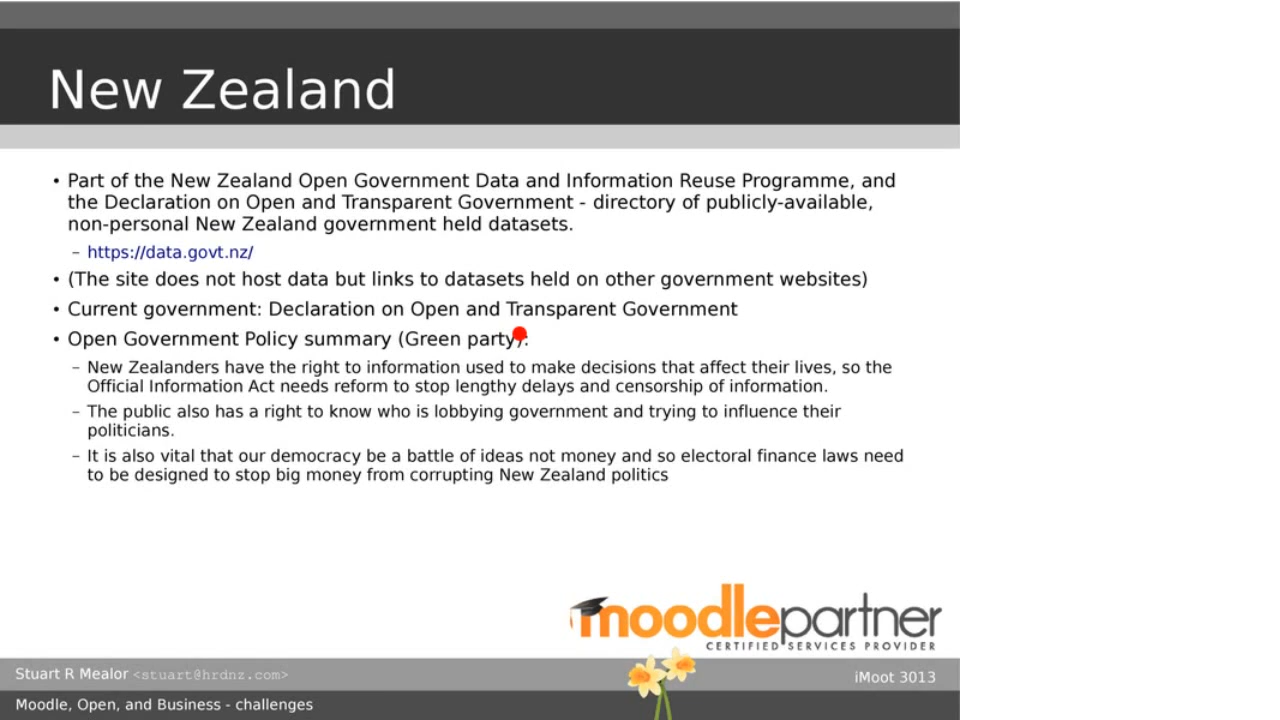 New Zealand
• Part of the New Zealand Open Government Data and Information Reuse Programme, and
the Declaration on Open and Transparent Government - directory of publicly-available,
non-personal New Zealand government held datasets.
– https://data.govt.nz/
• (The site does not host data but links to datasets held on other government websites)
• Current government: Declaration on Open and Transparent Government
• Open Government Policy summary (Green party):
– New Zealanders have the right to information used to make decisions that affect their lives, so the
Official Information Act needs reform to stop lengthy delays and censorship of information.
– The public also has a right to know who is lobbying government and trying to influence their
politicians.
– It is also vital that our democracy be a battle of ideas not money and so electoral finance laws need
to be designed to stop big money from corrupting New Zealand politics
moodlepartner
CERTIFIED SERVICES PROVIDER
Stuart R Mealor <stuart@hrdnz.com>
iMoot 3013
Moodle, Open, and Business - challenges